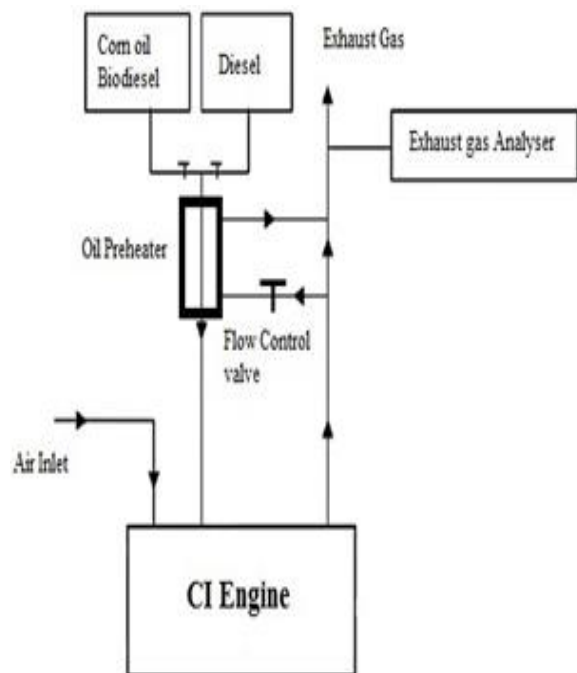 Corn oil
Biodiesel
Diesel
Exhaust Gas
Exhaust gas Analyser
Oil Preheater
Flow Control
valve
Air Inlet
CI Engine